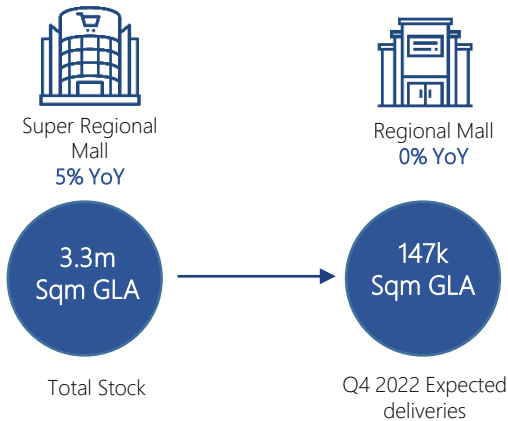 Super Regional
Mall
5% YoY
Regional Mall
0% YoY
3.3m
Sqm GLA
147k
Sqm GLA
Total Stock
Q4 2022 Expected
deliveries